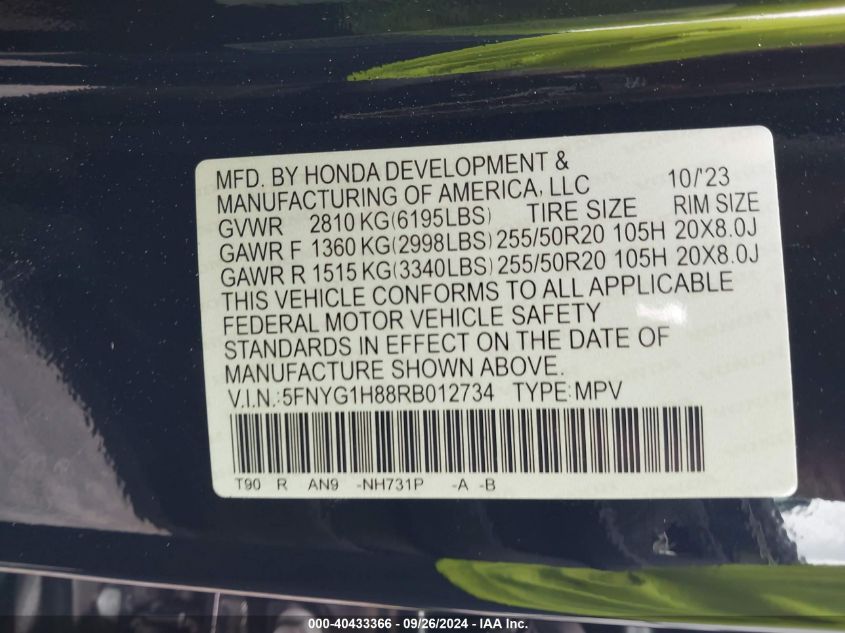 MFD. BY HONDA DEVELOPMENT &
MANUFACTURING OF AMERICA, LLC 10/'23
GVWR 2810 KG(6195LBS) TIRE SIZE RIM SIZE
GAWR F 1360 KG(2998LBS) 255/50R20 105H 20X8.0J
GAWR R 1515 KG(3340LBS) 255/50R20 105H 20X8.0J
THIS VEHICLE CONFORMS TO ALL APPLICABLE
FEDERAL MOTOR VEHICLE SAFETY
STANDARDS IN EFFECT ON THE DATE OF
MANUFACTURE SHOWN ABOVE.
V.I.N.:5FNYG1H88RB012734 TYPE:MPV
T90 R AN9 -NH731P -A -B
000-40433366 - 09/26/2024 - IAA Inc.